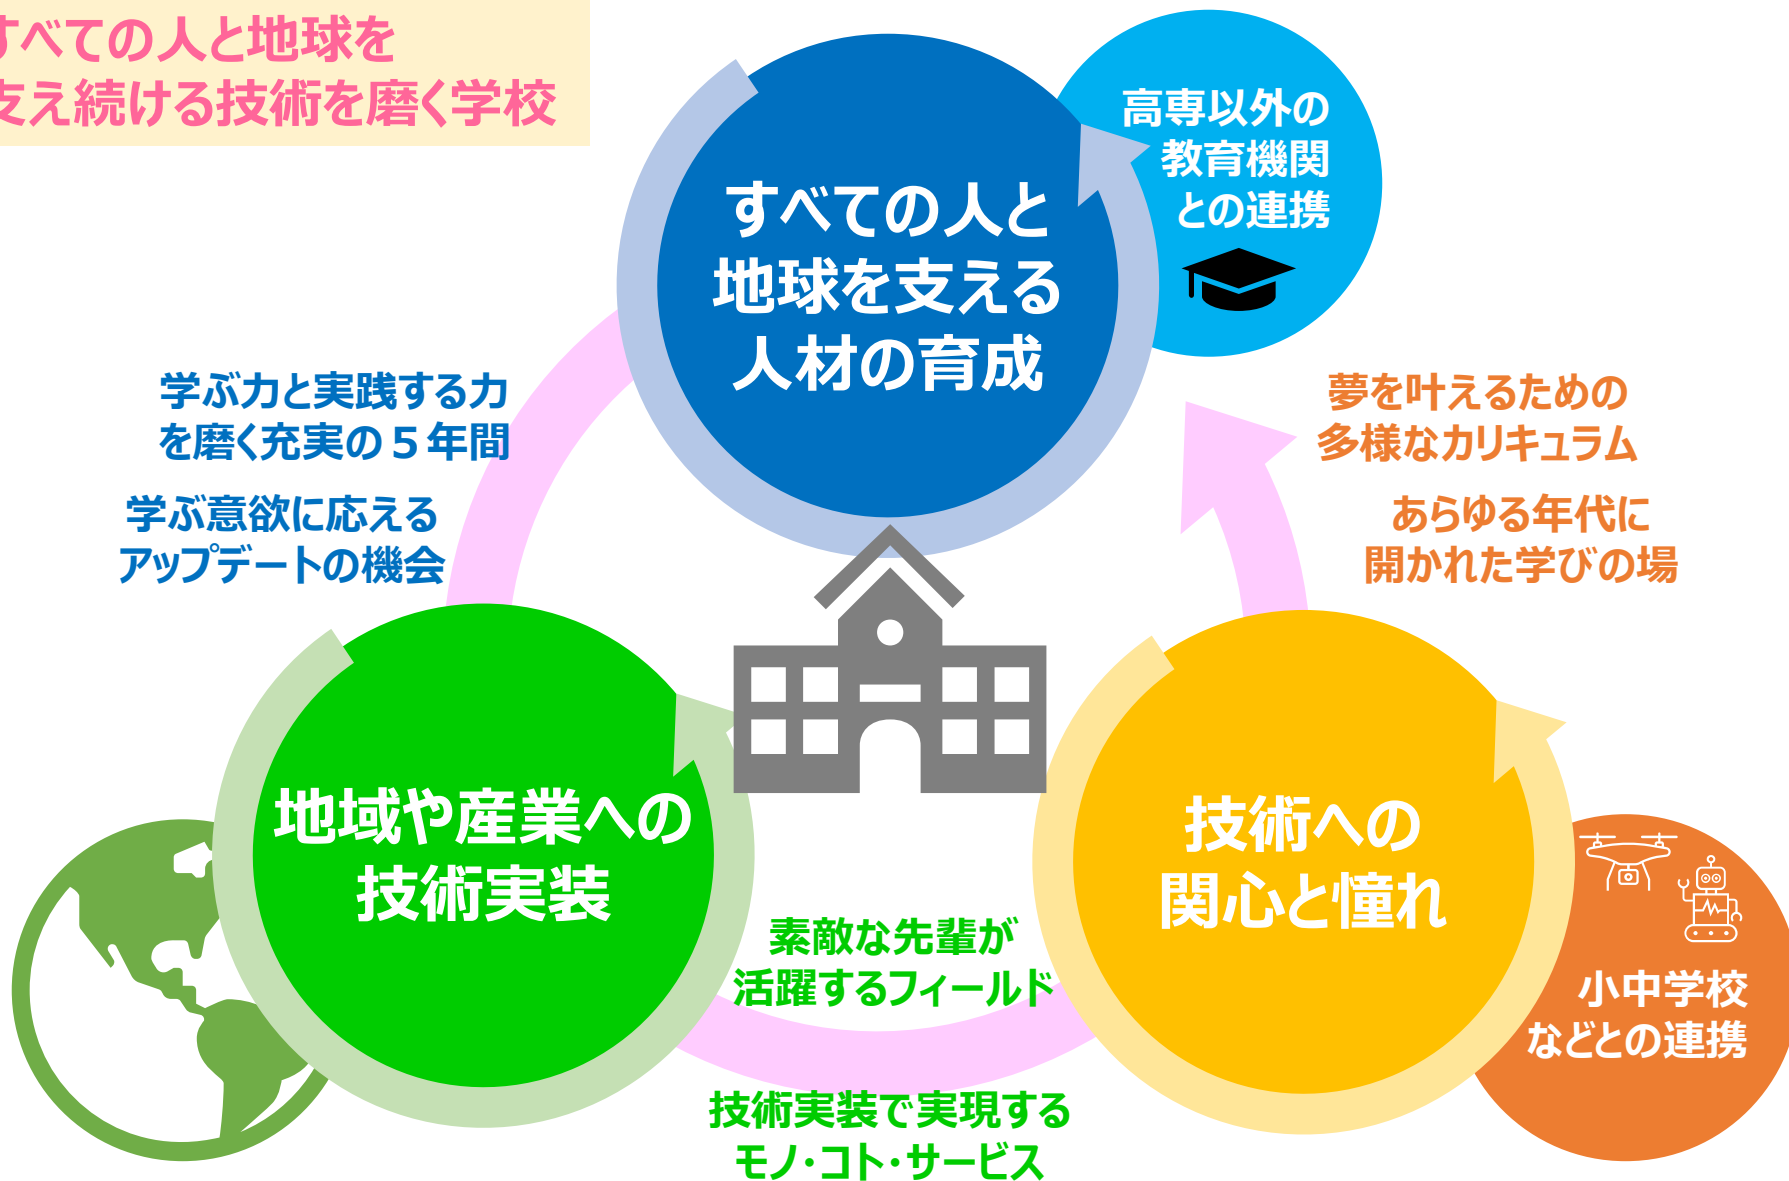 すべての人と地球を
支え続ける技術を磨く学校
高専以外の
教育機関
との連携
すべての人と
地球を支える
人材の育成
学ぶ力と実践する力
を磨く充実の5年間
学ぶ意欲に応える
アップデートの機会
夢を叶えるための
多様なカリキュラム
あらゆる年代に
開かれた学びの場
地域や産業への
技術実装
技術への
関心と憧れ
素敵な先輩が
活躍するフィールド
小中学校
などとの連携
技術実装で実現する
モノ・コト・サービス